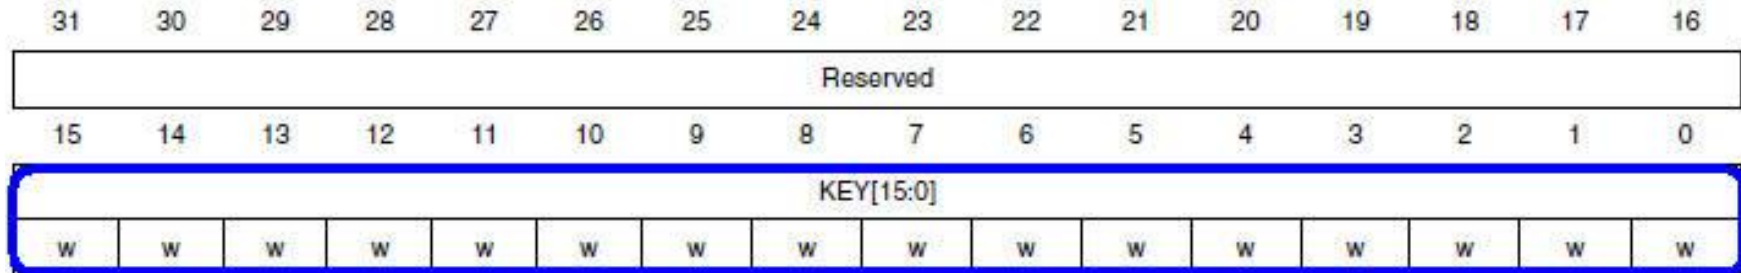 31 30 29 28 27 26 25 24 23 22 21 20 19 18 17 16
Reserved
15 14 13 12 11 10 9 8 7 6 5 4 3 2 1 0
KEY[15:0]
w w w w w w w w w w w w w w w w